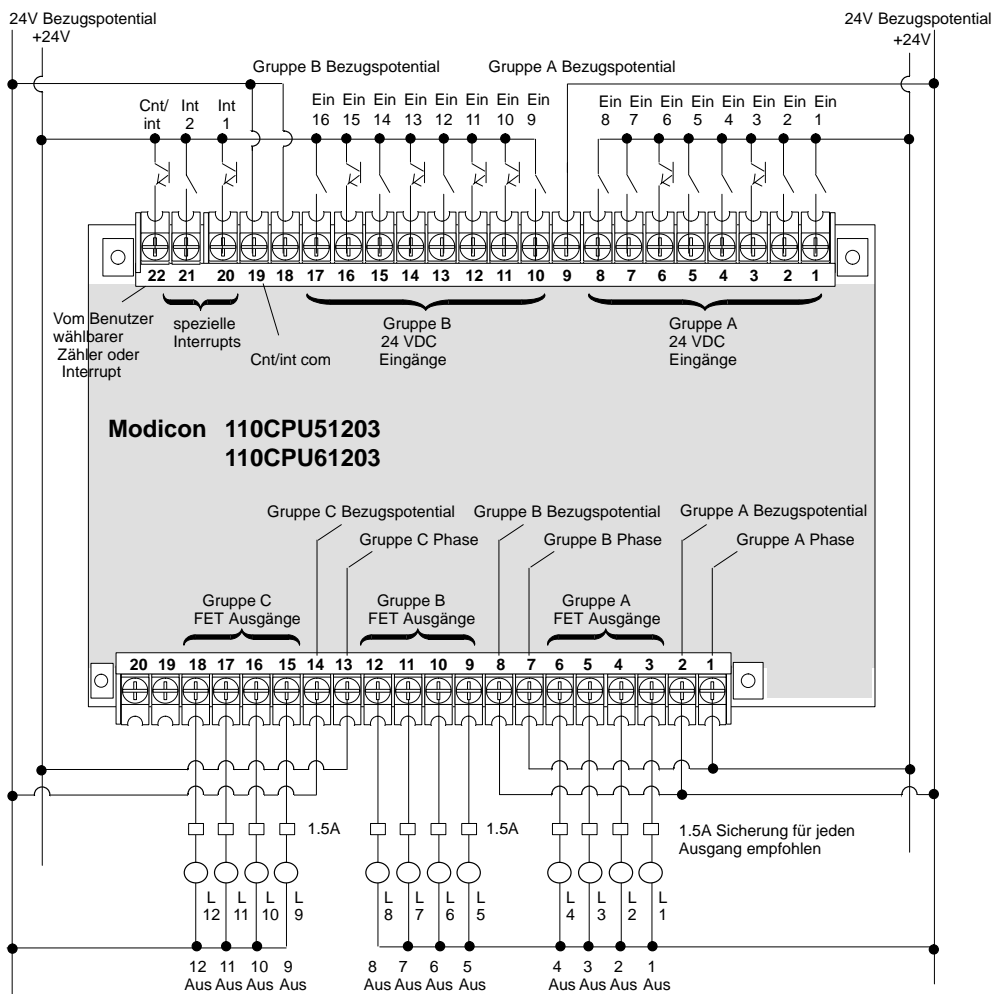 24V Bezugspotential
+24V
24V Bezugspotential
+24V
Gruppe B Bezugspotential
Gruppe A Bezugspotential
Cnt/ Int Int
int 2 1
Ein Ein Ein Ein Ein Ein Ein Ein
16 15 14 13 12 11 10 9
Ein Ein Ein Ein Ein Ein Ein Ein
8 7 6 5 4 3 2 1
22 21 20 19 18 17 16 15 14 13 12 11 10 9 8 7 6 5 4 3 2 1
Vom Benutzer
wählbarer
Zähler oder
Interrupt
spezielle
Interrupts
Cnt/int com
Gruppe B
24 VDC
Eingänge
Gruppe A
24 VDC
Eingänge
Modicon 110CPU51203
110CPU61203
Gruppe C Bezugspotential
Gruppe C Phase
Gruppe B Bezugspotential
Gruppe B Phase
Gruppe A Bezugspotential
Gruppe A Phase
Gruppe C
FET Ausgänge
Gruppe B
FET Ausgänge
Gruppe A
FET Ausgänge
20 19 18 17 16 15 14 13 12 11 10 9 8 7 6 5 4 3 2 1
1.5A
1.5A
1.5A Sicherung für jeden
Ausgang empfohlen
L L L L L L L L L L L L
12 11 10 9 8 7 6 5 4 3 2 1
12 11 10 9 8 7 6 5 4 3 2 1
Aus Aus Aus Aus Aus Aus Aus Aus Aus Aus Aus Aus